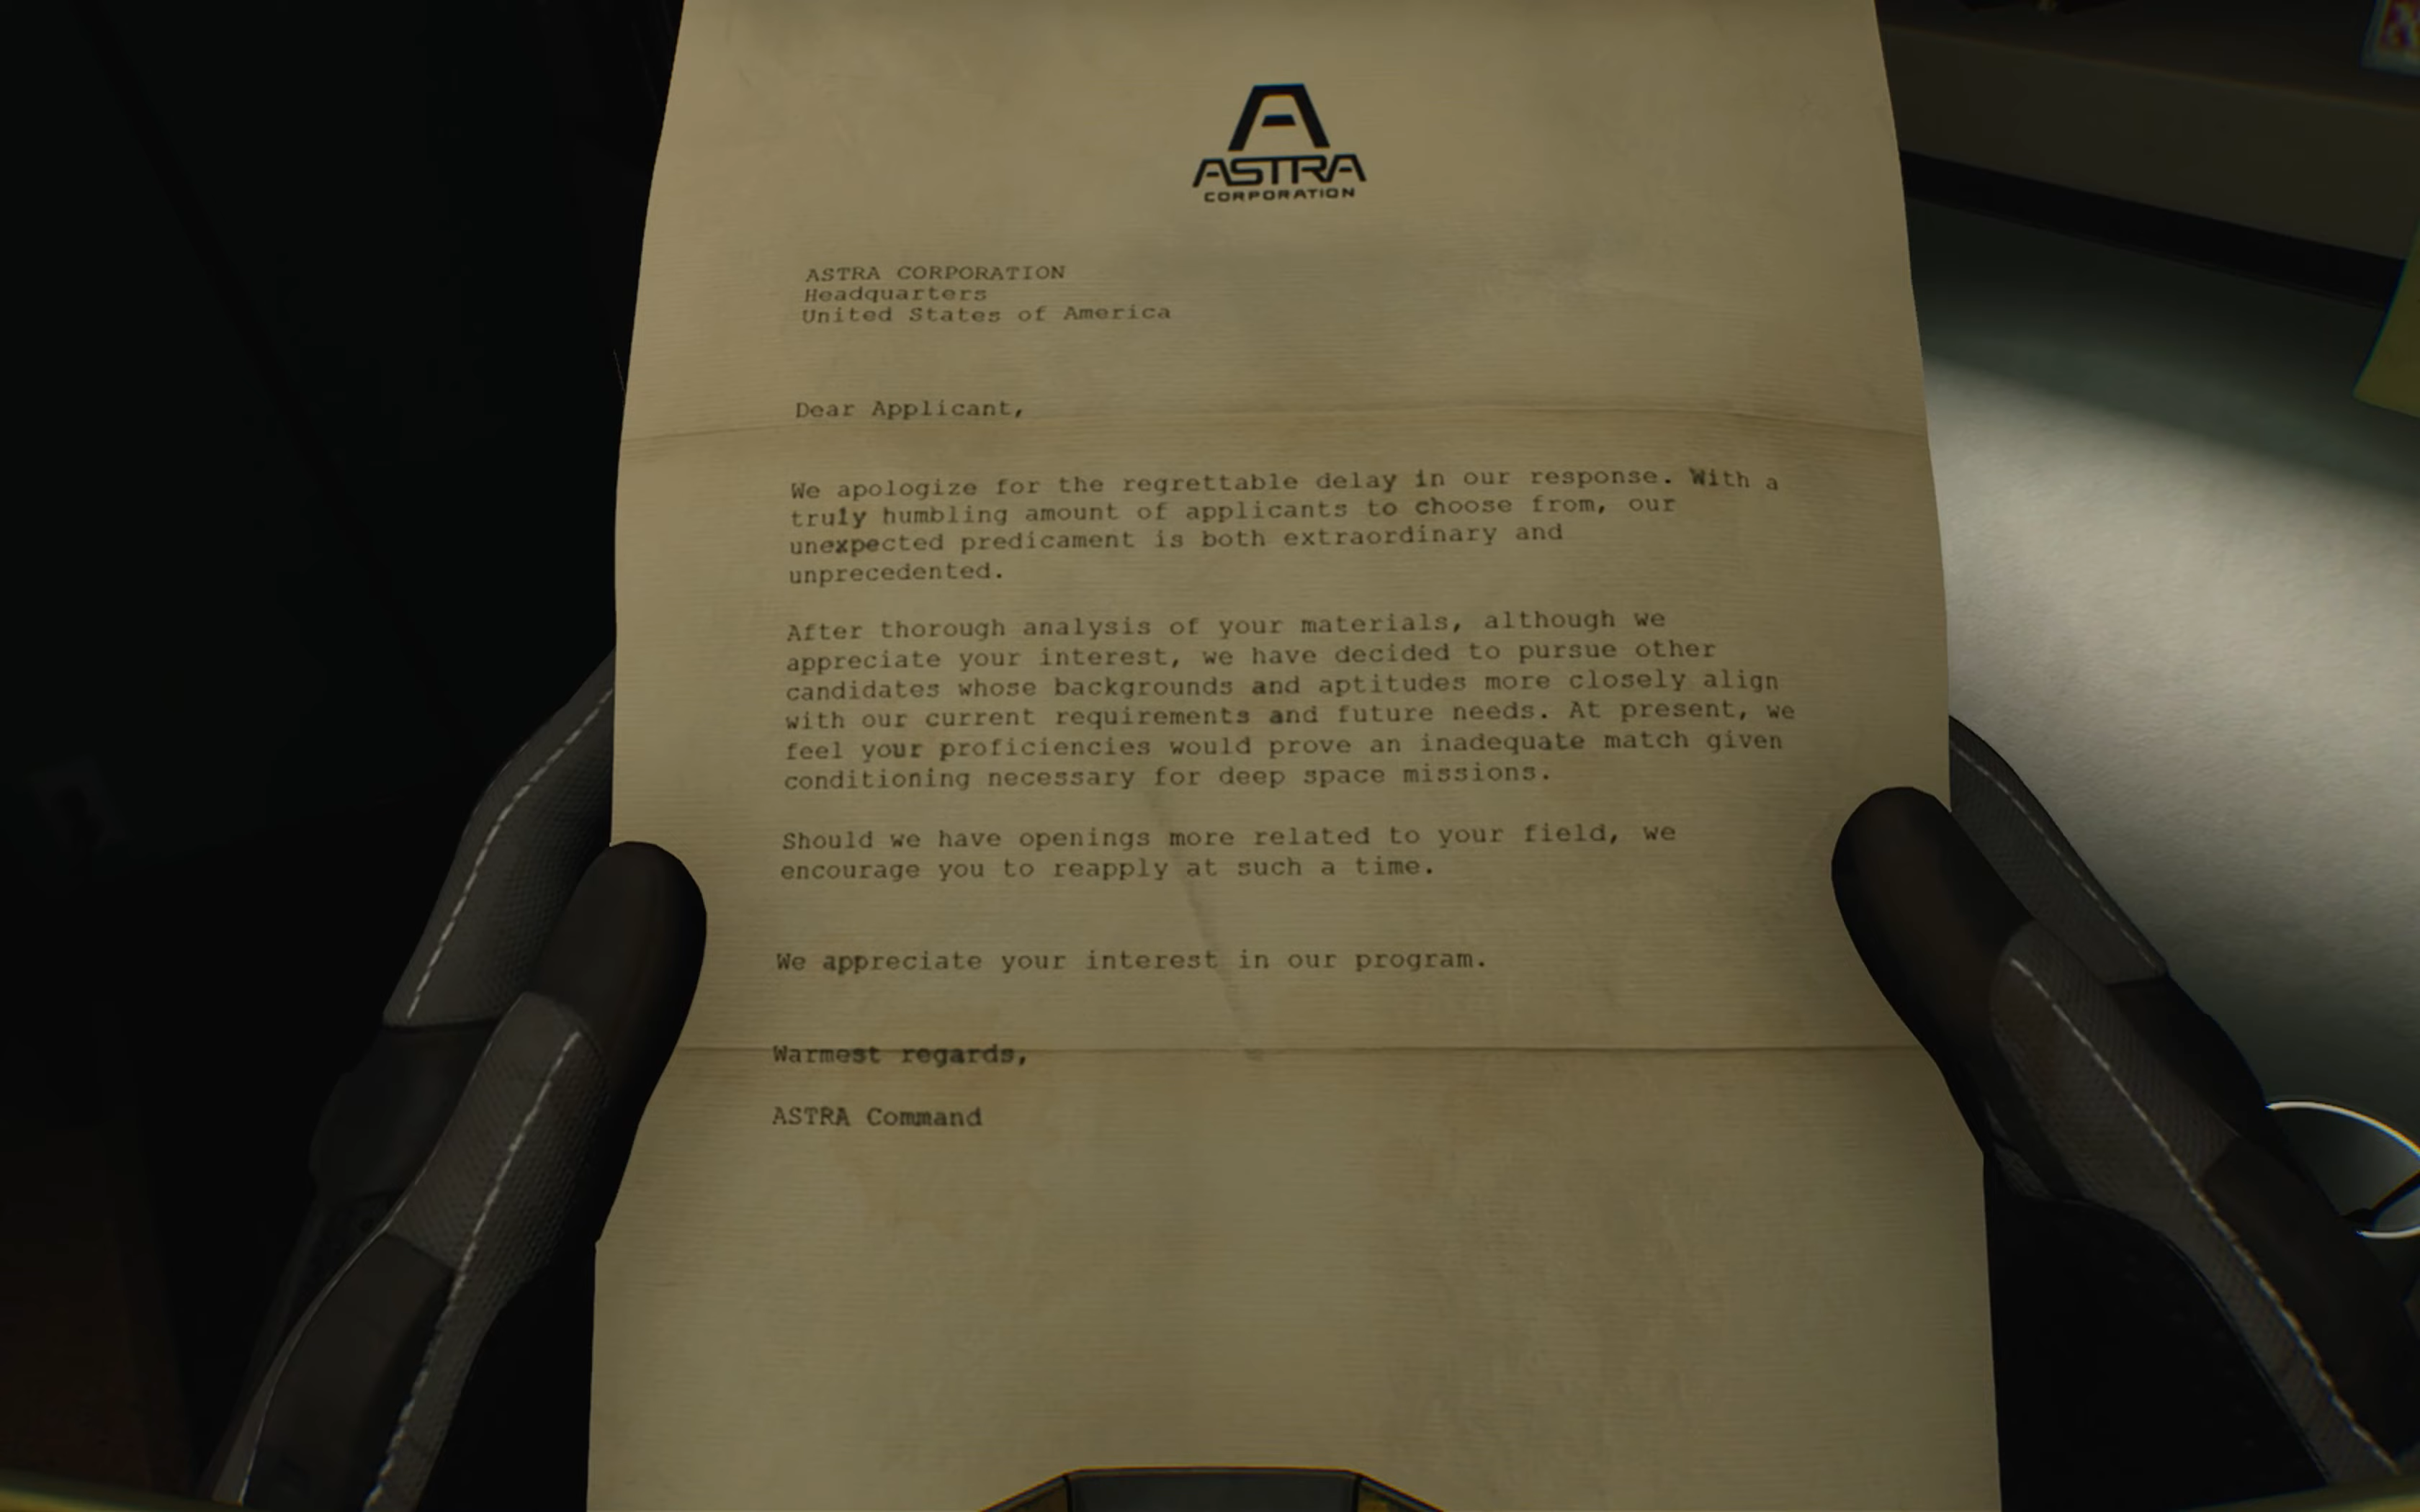 A
ASTRA
CORPORATION
ASTRA CORPORATION
Headquarters
United States of America
Dear Applicant,
We apologize for the regrettable delay in our response. With a
truly humbling amount of applicants to choose from, our
unexpected predicament is both extraordinary and
unprecedented.
After thorough analysis of your materials, although we
appreciate your interest, we have decided to pursue other
candidates whose backgrounds and aptitudes more closely align
with our current requirements and future needs. At present, we
feel your proficiencies would prove an inadequate match given
conditioning necessary for deep space missions.
Should we have openings more related to your field, we
encourage you to reapply at such a time.
We appreciate your interest in our program.
Warmest regards,
ASTRA Command